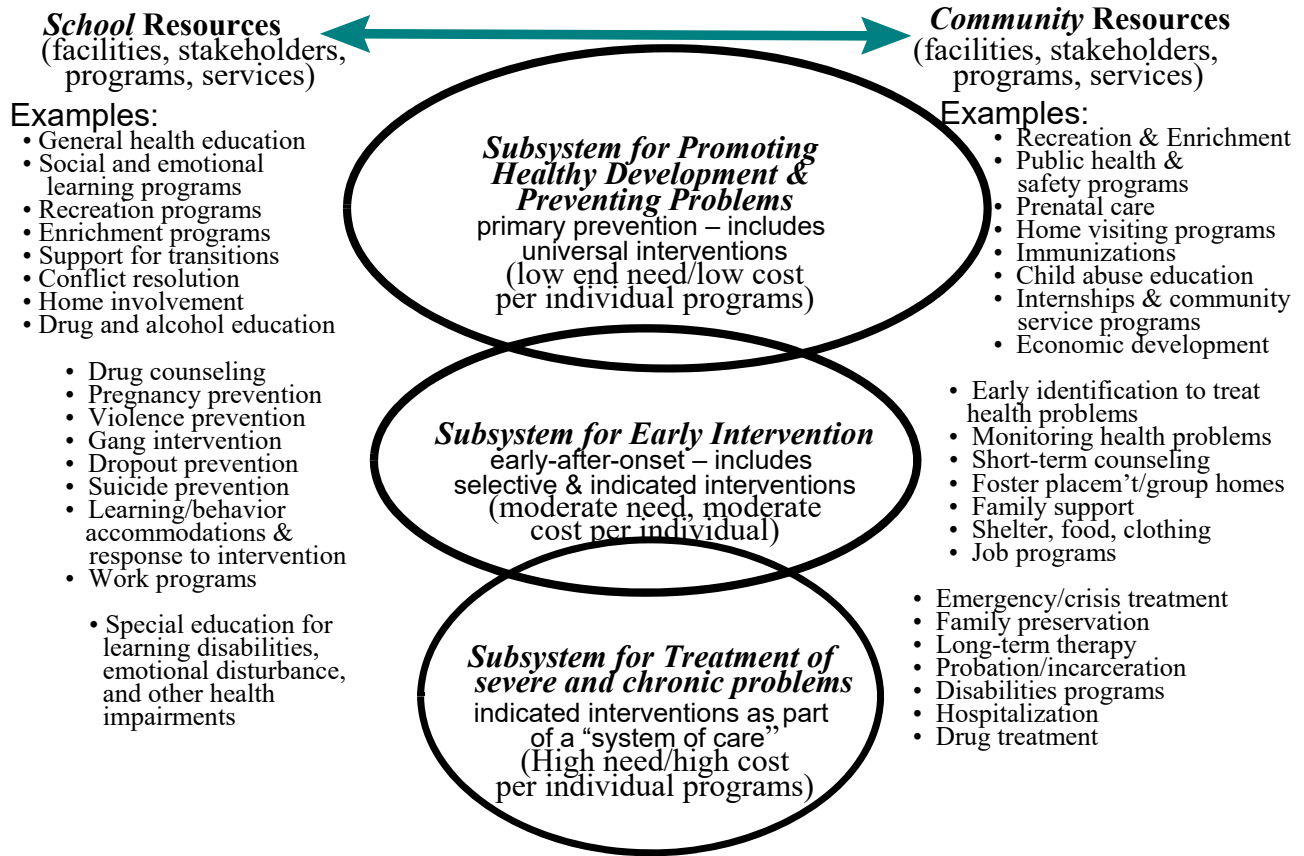 School Resources
(facilities, stakeholders,
programs, services)
Examples:
• General health education
• Social and emotional
learning programs
• Recreation programs
• Enrichment programs
• Support for transitions
• Conflict resolution
• Home involvement
• Drug and alcohol education
• Drug counseling
• Pregnancy prevention
• Violence prevention
• Gang intervention
• Dropout prevention
• Suicide prevention
• Learning/behavior
accommodations &
response to intervention
• Work programs
• Special education for
learning disabilities,
emotional disturbance,
and other health
impairments
Subsystem for Promoting
Healthy Development &
Preventing Problems
primary prevention – includes
universal interventions
(low end need/low cost
per individual programs)
Subsystem for Early Intervention
early-after-onset – includes
selective & indicated interventions
(moderate need, moderate
cost per individual)
Subsystem for Treatment of
severe and chronic problems
indicated interventions as part
of a “system of care”
(High need/high cost
per individual programs)
Community Resources
(facilities, stakeholders,
programs, services)
Examples:
• Recreation & Enrichment
• Public health &
safety programs
• Prenatal care
• Home visiting programs
• Immunizations
• Child abuse education
• Internships & community
service programs
• Economic development
• Early identification to treat
health problems
• Monitoring health problems
• Short-term counseling
• Foster placem’t/group homes
• Family support
• Shelter, food, clothing
• Job programs
• Emergency/crisis treatment
• Family preservation
• Long-term therapy
• Probation/incarceration
• Disabilities programs
• Hospitalization
• Drug treatment